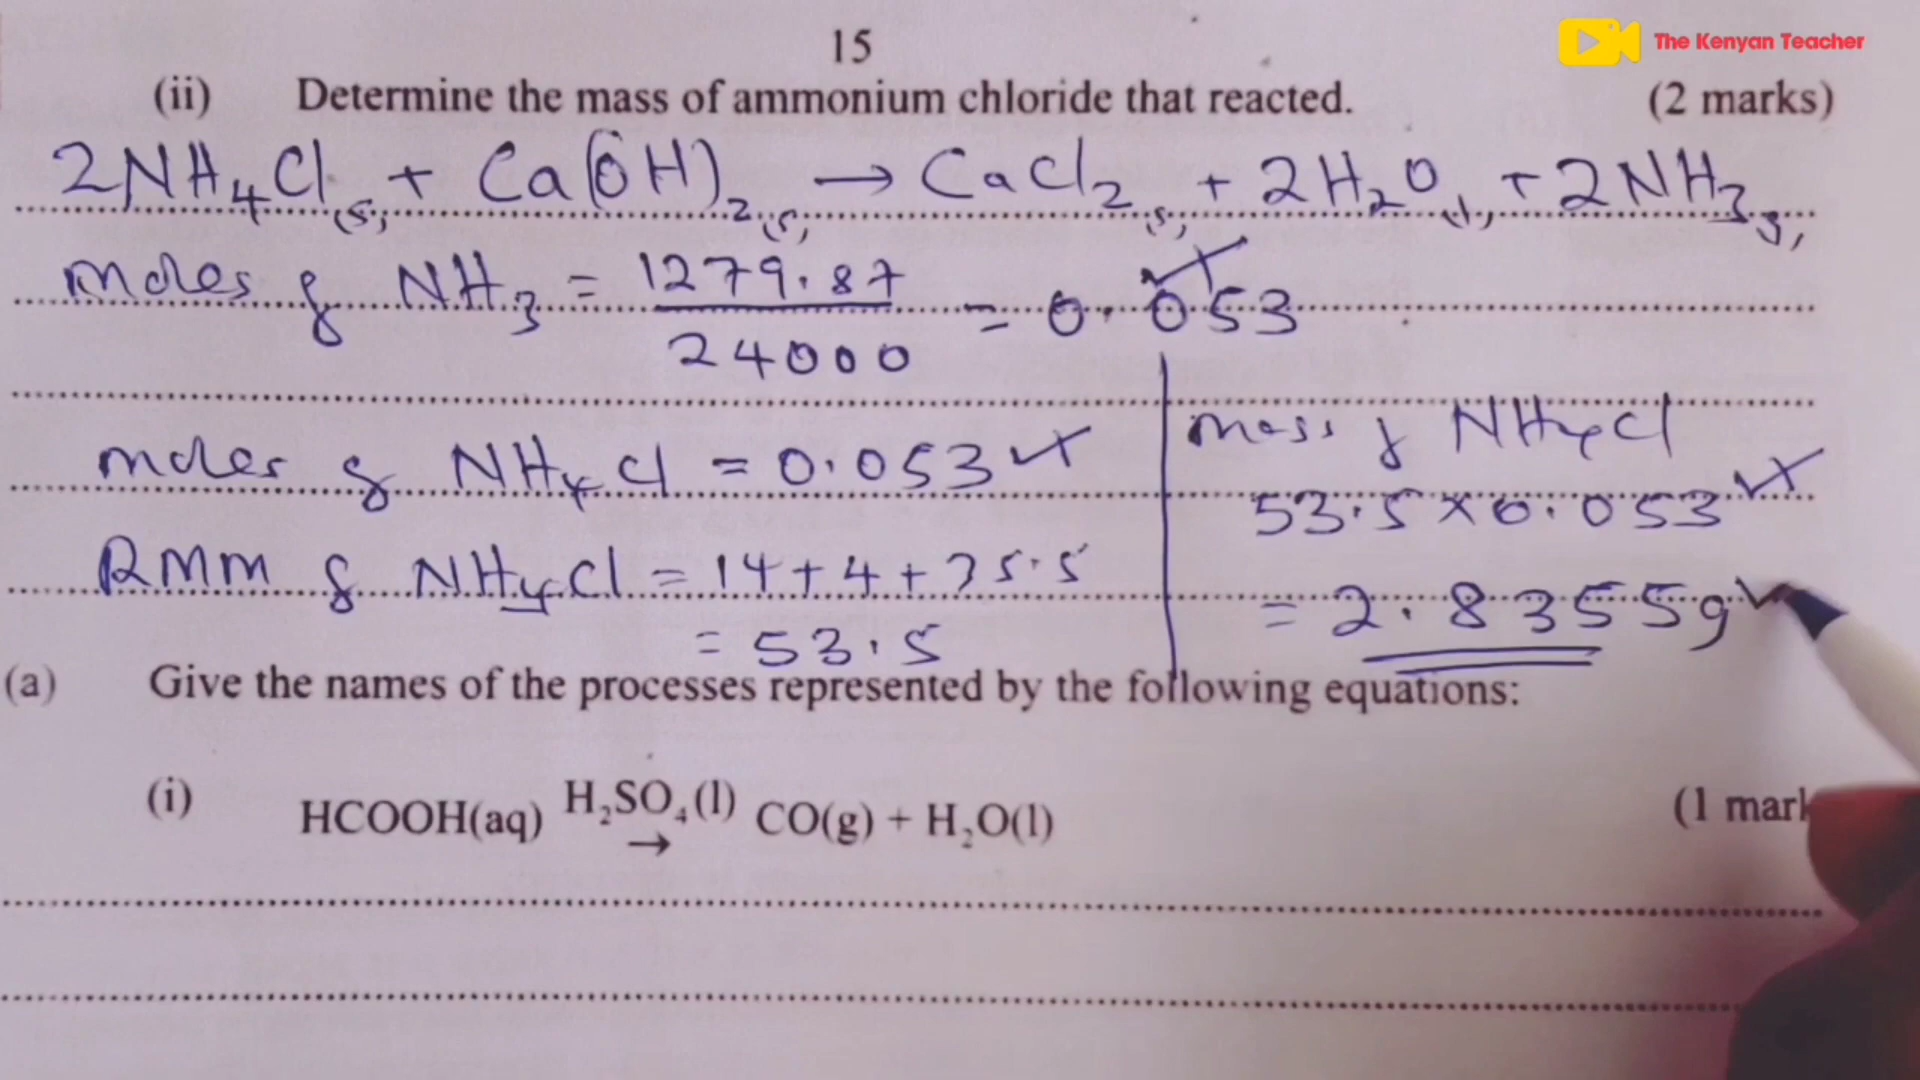 15
The Kenyan Teacher
(ii) Determine the mass of ammonium chloride that reacted. (2 marks)
2NH₄Cl(s) + Ca(OH)₂(s) → CaCl₂(s) + 2H₂O(l) + 2NH₃(g)
moles of NH₃ = 1279.87 / 24000 = 0.053
moles of NH₄Cl = 0.053
RMM of NH₄Cl = 14+4+35.5
= 53.5
mass of NH₄Cl
53.5 × 0.053
= 2.8355g
(a) Give the names of the processes represented by the following equations:
(i) HCOOH(aq) H₂SO₄(l) → CO(g) + H₂O(l) (1 mark